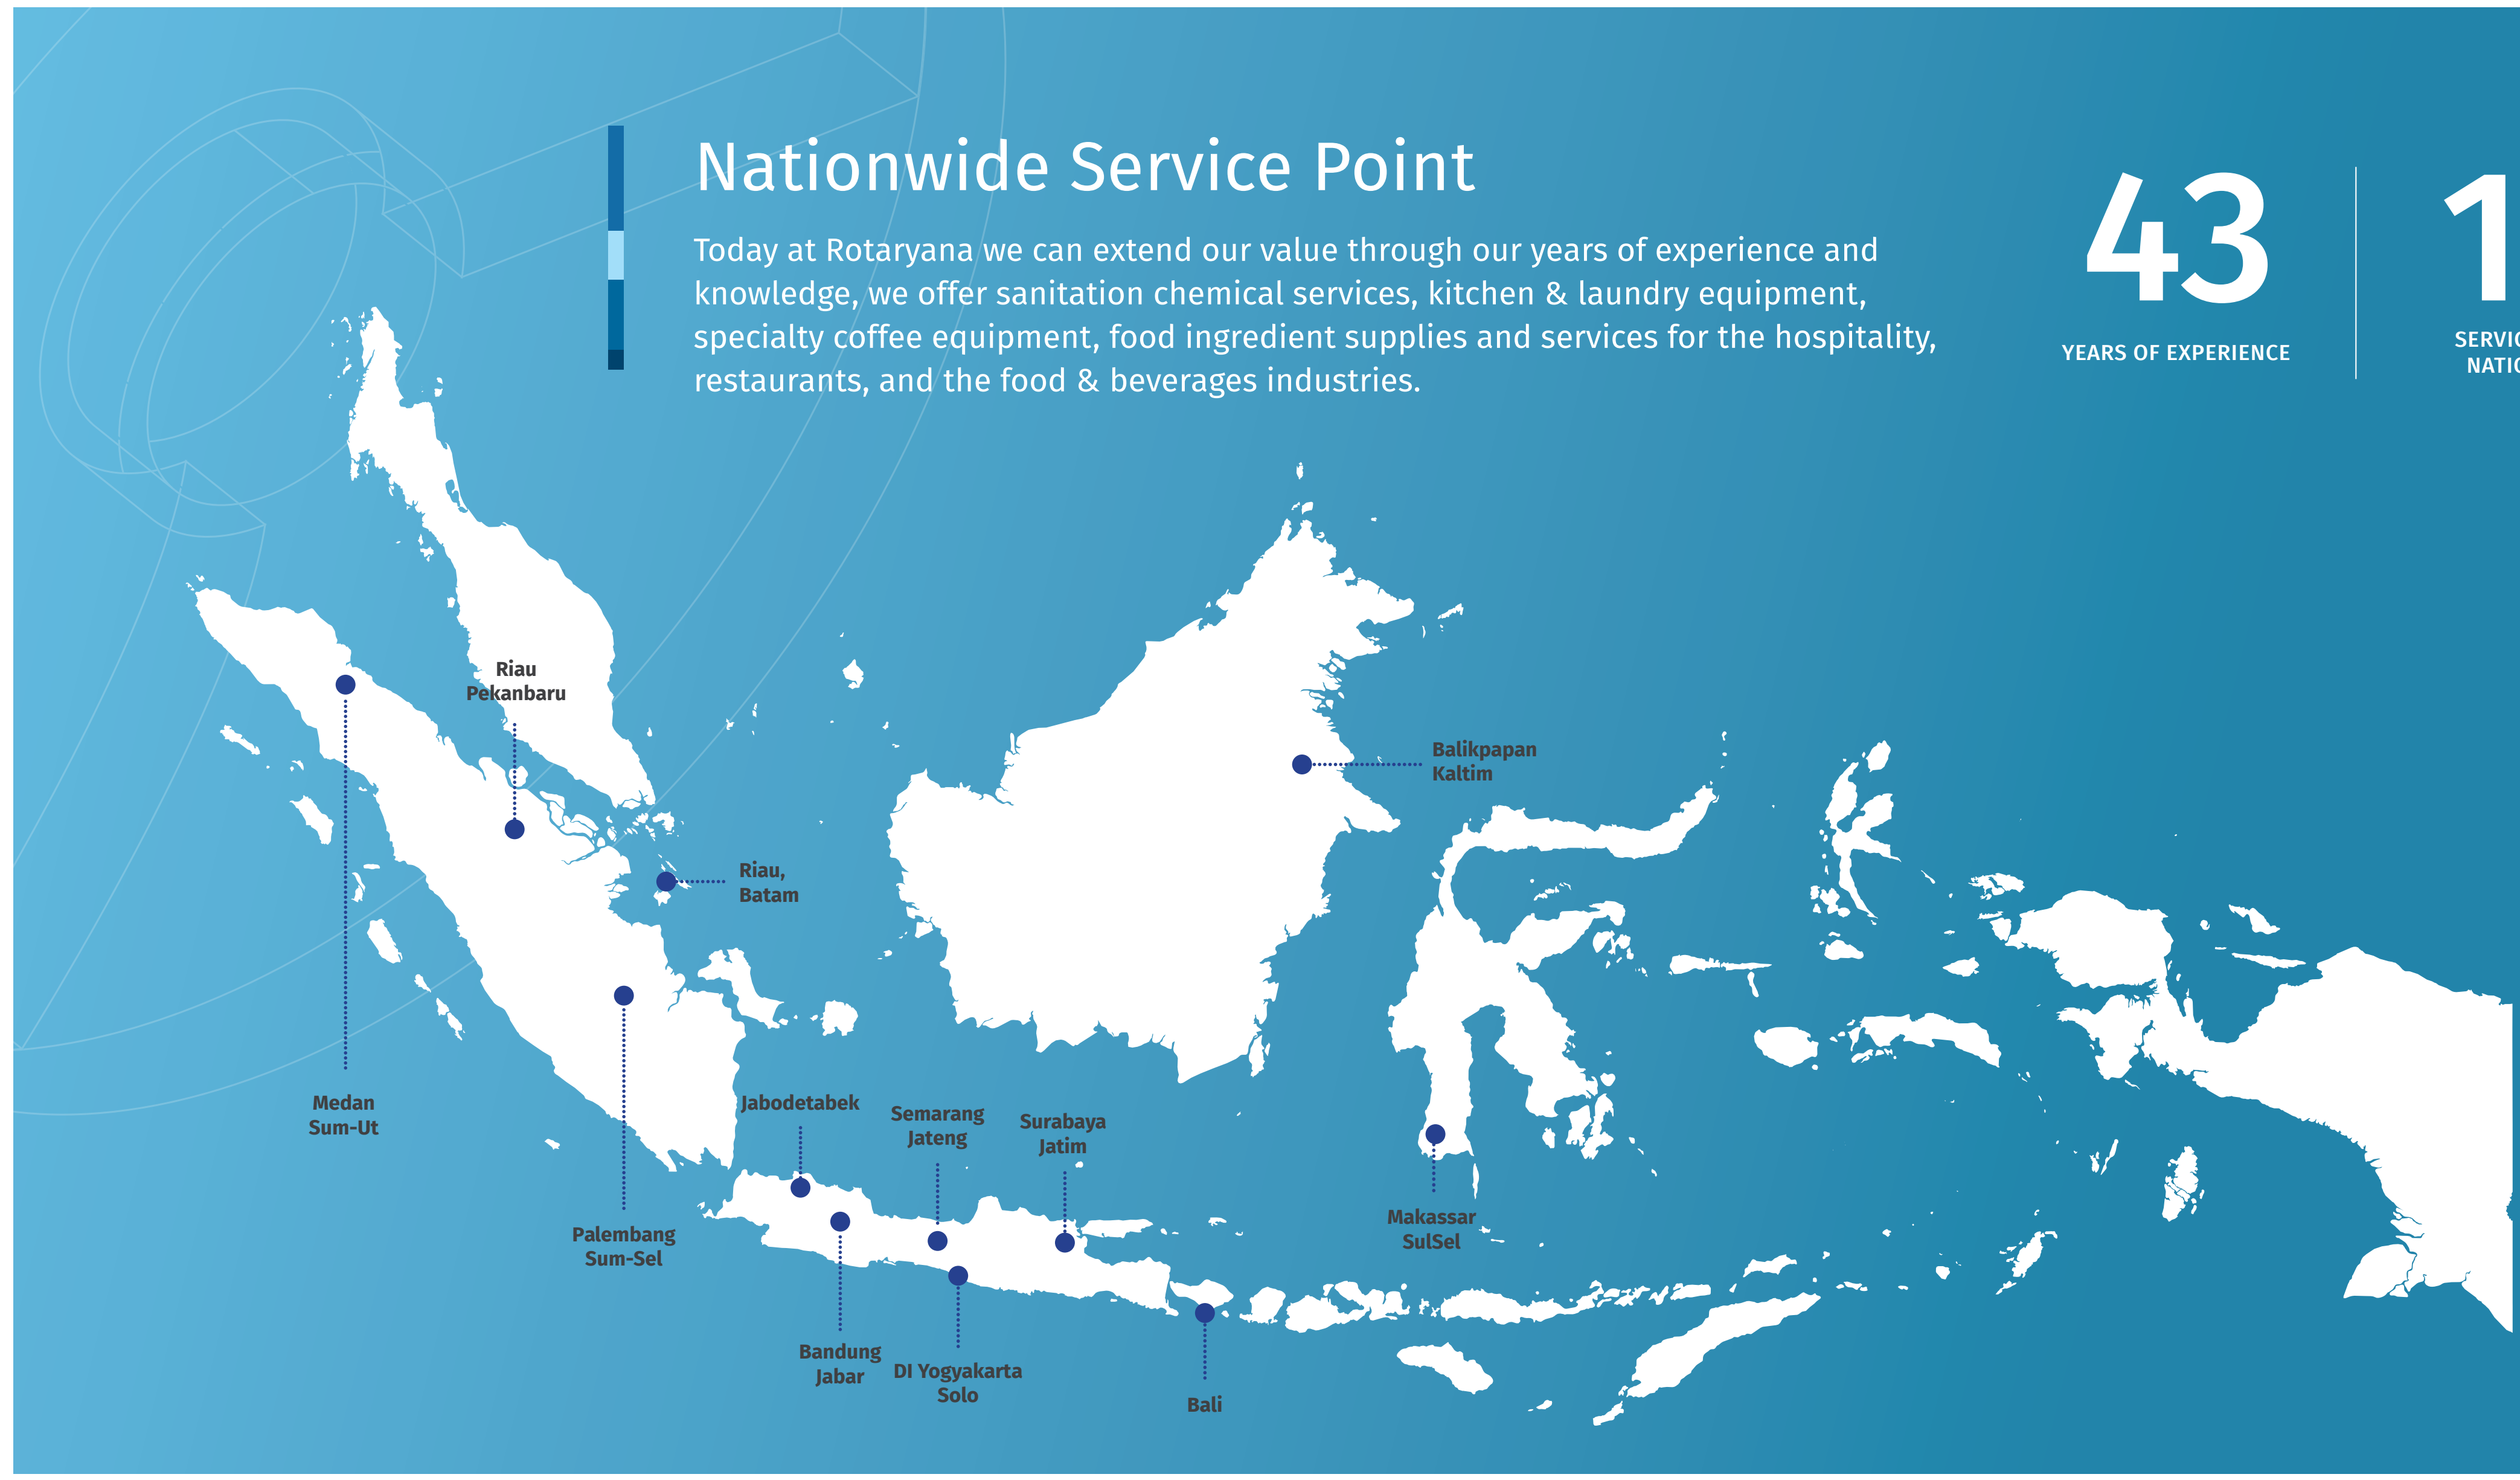 Nationwide Service Point
Today at Rotaryana we can extend our value through our years of experience and
knowledge, we offer sanitation chemical services, kitchen & laundry equipment,
specialty coffee equipment, food ingredient supplies and services for the hospitality,
restaurants, and the food & beverages industries.
43
YEARS OF EXPERIENCE
1
Riau
Pekanbaru
Balikpapan
Kaltim
Riau,
Batam
Medan
Sum-Ut
Jabodetabek
Semarang
Jateng
Surabaya
Jatim
Palembang
Sum-Sel
Makassar
SulSel
Bandung
Jabar
DI Yogyakarta
Solo
Bali